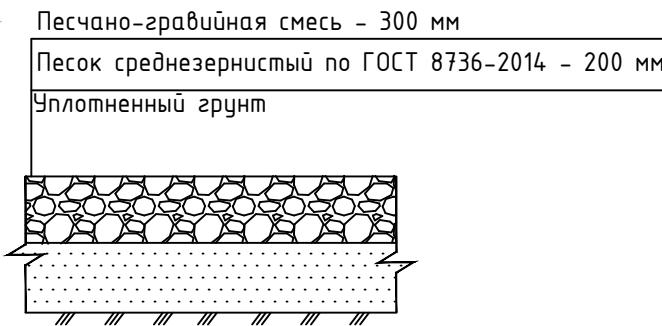 Песчано-гравийная смесь - 300 мм
Песок среднезернистый по ГОСТ 8736-2014 - 200 мм
Уплотненный грунт